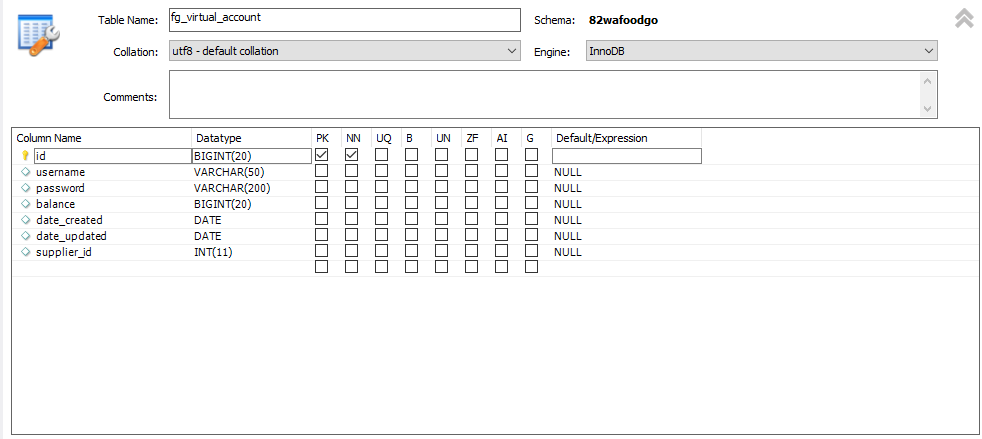 Table Name: fg_virtual_account Schema: 82wafoodgo
Collation: utf8 - default collation Engine: InnoDB
Comments:
Column Name Datatype PK NN UQ B UN ZF AI G Default/Expression
id BIGINT(20)
username VARCHAR(50) NULL
password VARCHAR(200) NULL
balance BIGINT(20) NULL
date_created DATE NULL
date_updated DATE NULL
supplier_id INT(11) NULL